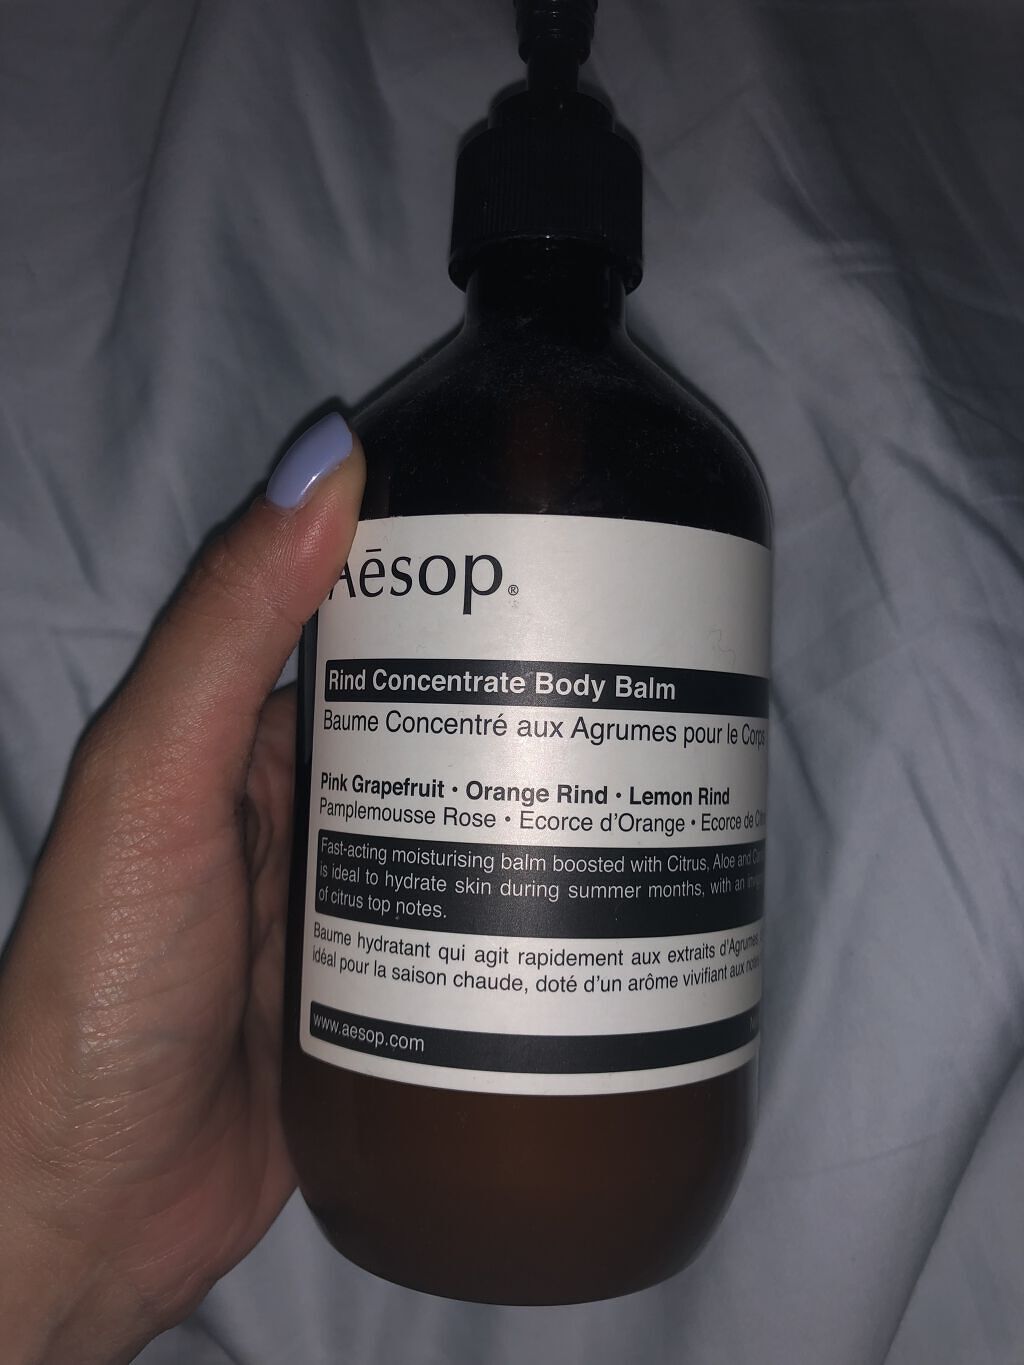 Aēsop®
Rind Concentrate Body Balm
Baume Concentré aux Agrumes pour le Corps
Pink Grapefruit • Orange Rind • Lemon Rind
Pamplemousse Rose • Ecorce d'Orange • Ecorce de
Fast-acting moisturising balm boosted with Citrus, Aloe and
is ideal to hydrate skin during summer months, with an
of citrus top notes.
Baume hydratant qui agit rapidement aux extraits d'Agrumes
idéal pour la saison chaude, doté d'un arôme vivifiant aux
www.aesop.com